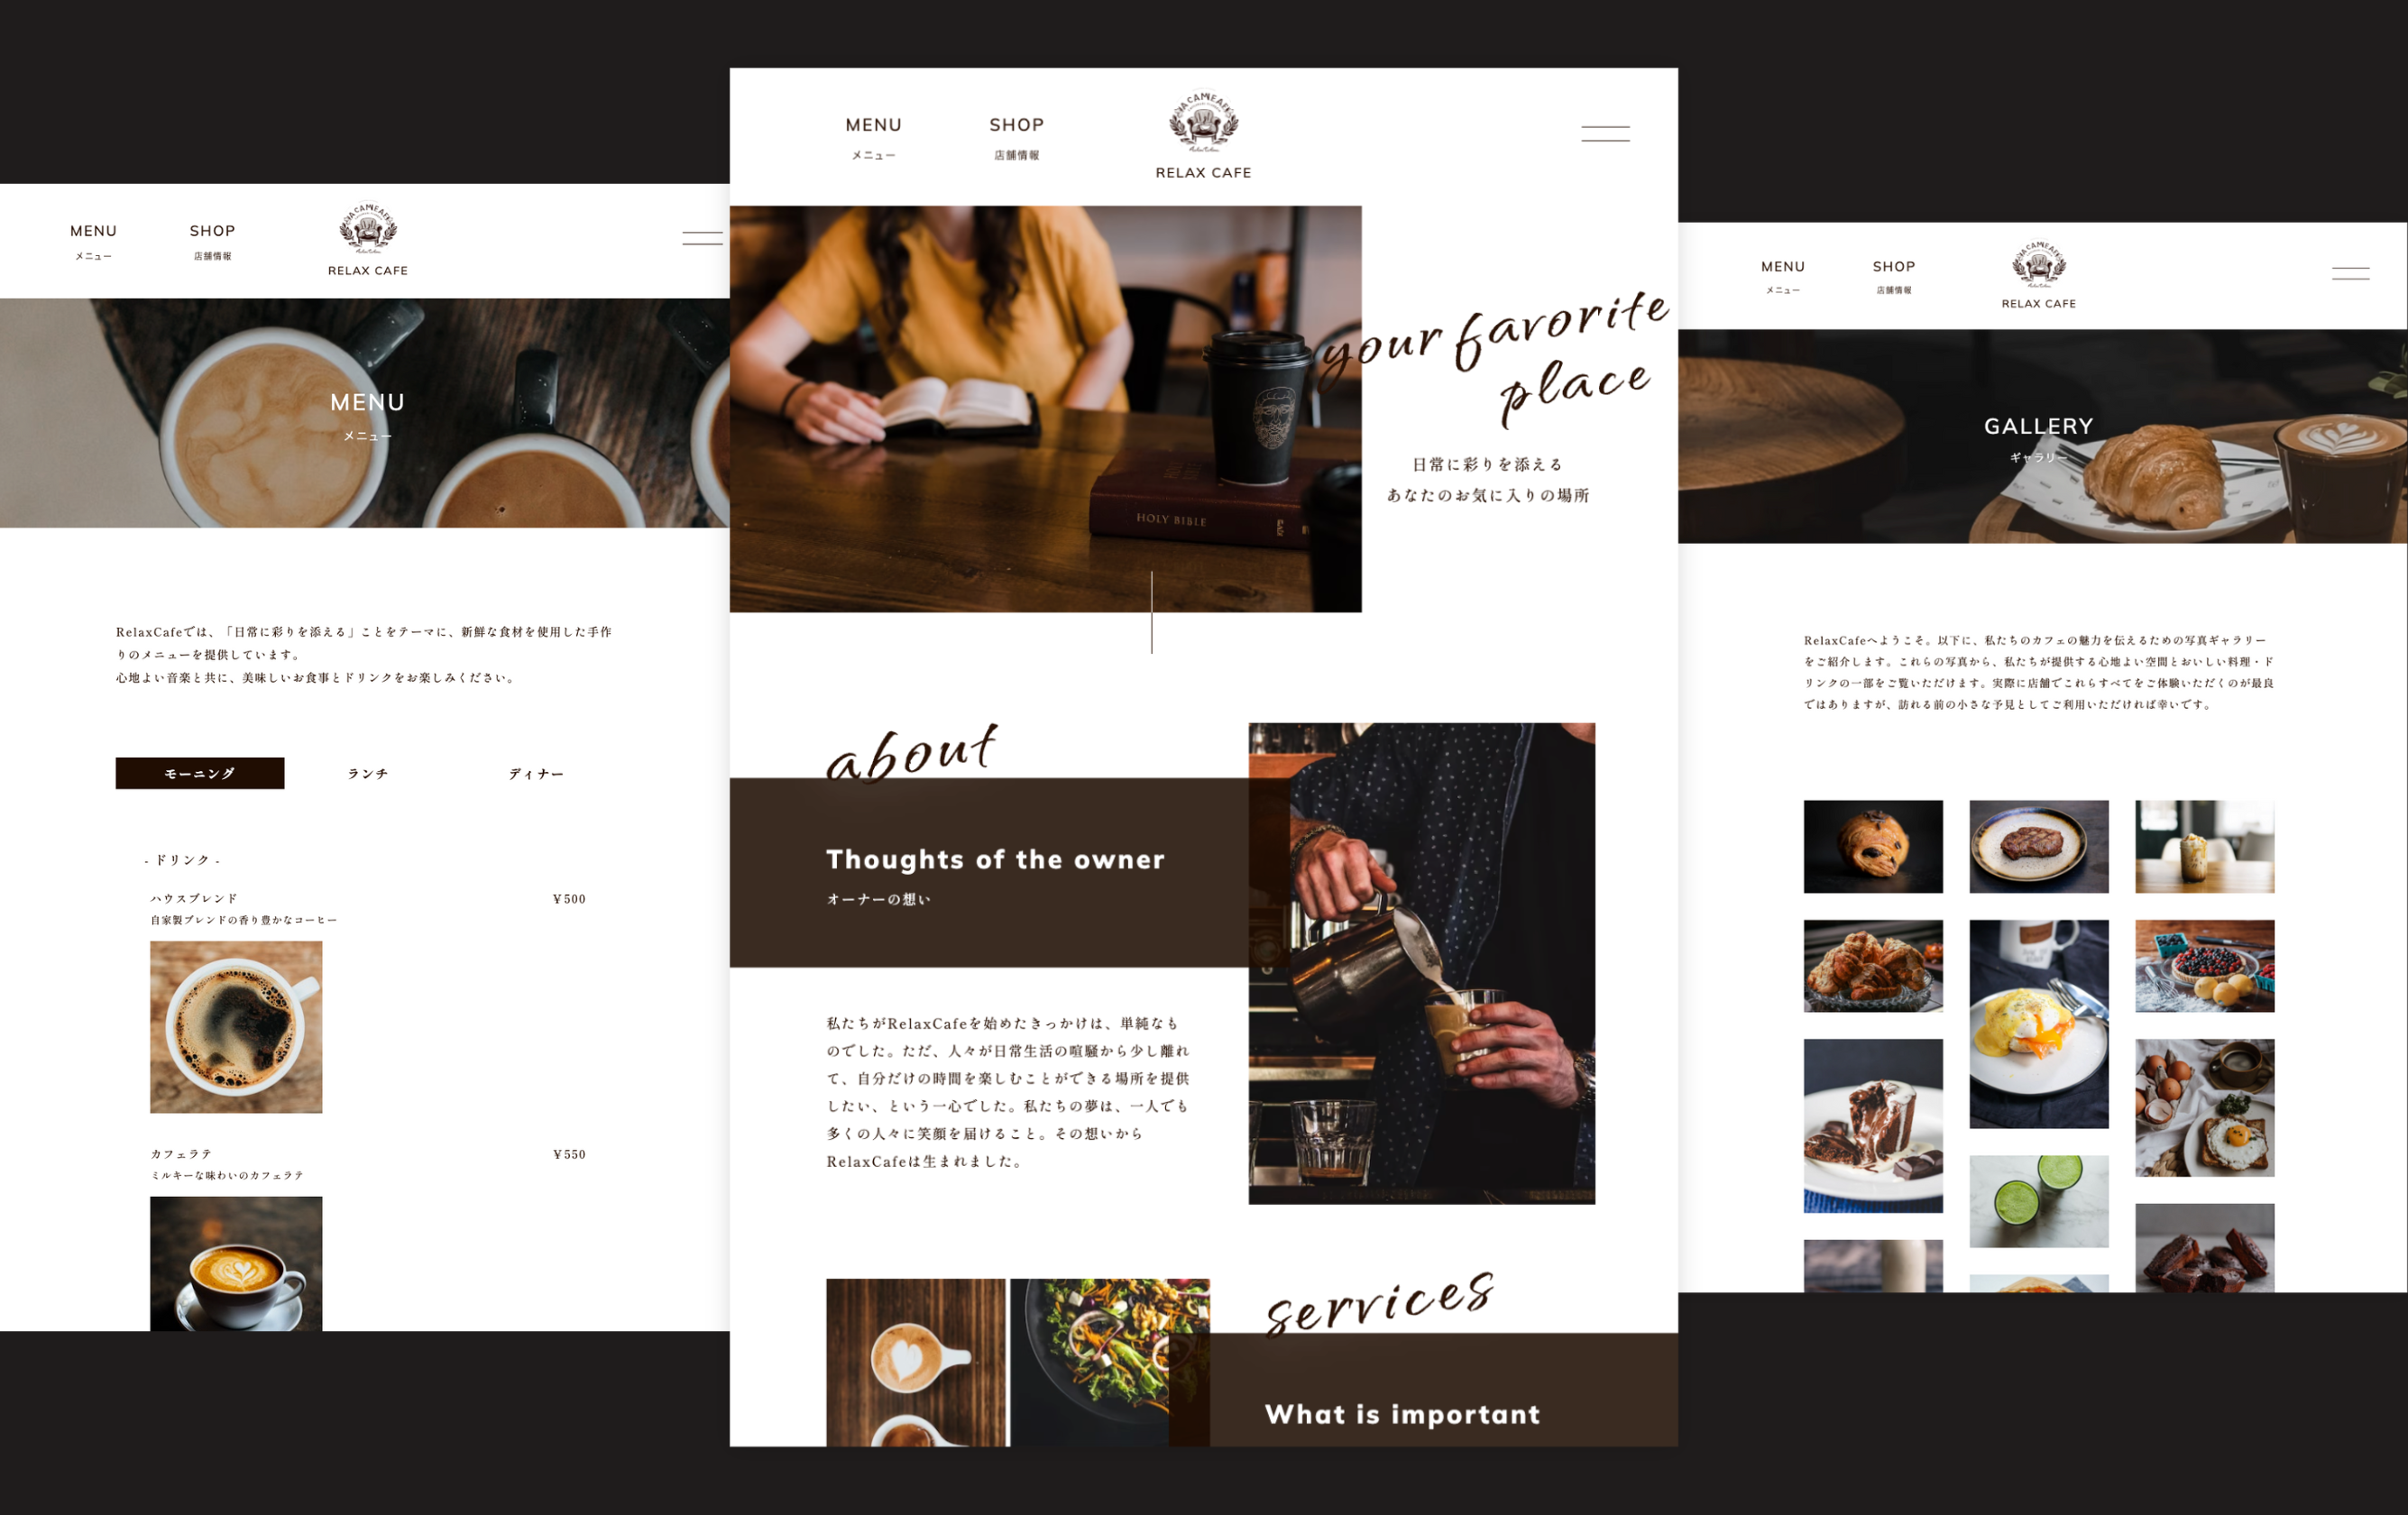 MENU
メニュー
SHOP
店舗情報
RELAX CAFE
MENU
メニュー
RelaxCafeでは、「日常に彩りを添える」ことをテーマに、新鮮な食材を使用した手作
りのメニューを提供しています。
心地よい音楽と共に、美味しいお食事とドリンクをお楽しみください。
モーニング
ランチ
ディナー
- ドリンク -
ハウスブレンド
¥500
自家製ブレンドの香り豊かなコーヒー
カフェラテ
¥550
ミルキーな味わいのカフェラテ
MENU
メニュー
SHOP
店舗情報
RELAX CAFE
your favorite
place
日常に彩りを添える
あなたのお気に入りの場所
HOLY BIBLE
about
Thoughts of the owner
オーナーの想い
私たちがRelaxCafeを始めたきっかけは、単純なも
のでした。ただ、人々が日常生活の喧騒から少し離れ
て、自分だけの時間を楽しむことができる場所を提供
したい、という一心でした。私たちの夢は、一人でも
多くの人々に笑顔を届けること。その想いから
RelaxCafeは生まれました。
services
What is important
MENU
メニュー
SHOP
店舗情報
RELAX CAFE
GALLERY
ギャラリー
RelaxCafeへようこそ。以下に、私たちのカフェの魅力を伝えるための写真ギャラリー
をご紹介します。これらの写真から、私たちが提供する心地よい空間とおいしい料理・ド
リンクの一部をご覧いただけます。実際に店舗でこれらすべてをご体験いただくのが最良
ではありますが、訪れる前の小さな予見としてご利用いただければ幸いです。